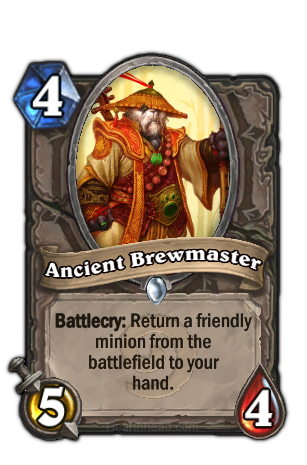 4
Ancient Brewmaster
Battlecry: Return a friendly
minion from the
battlefield to your
hand.
5
4